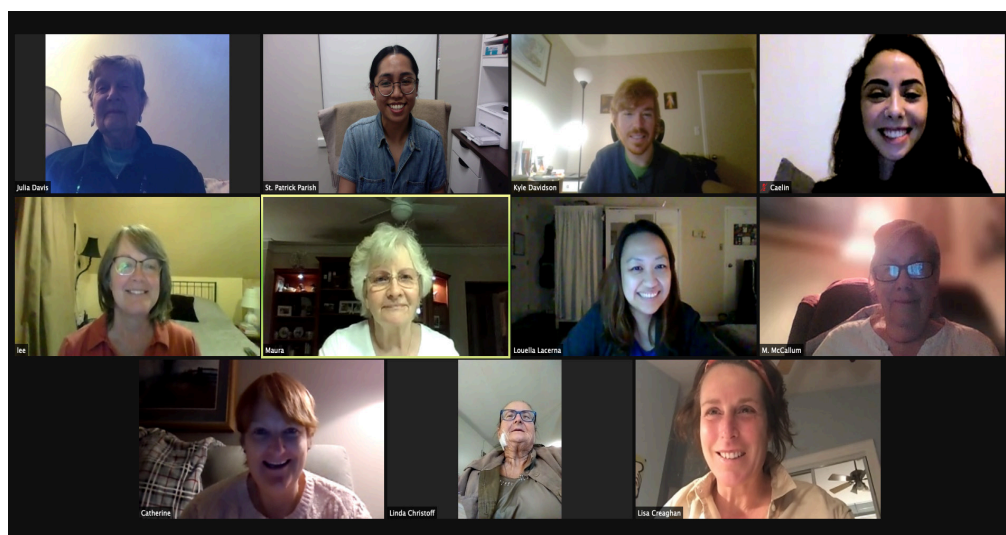 Julia Davis
St. Patrick Parish
Kyle Davidson
Caelin
lee
Maura
Louella Lacerna
M. McCallum
Catherine
Linda Christoff
Lisa Creaghan